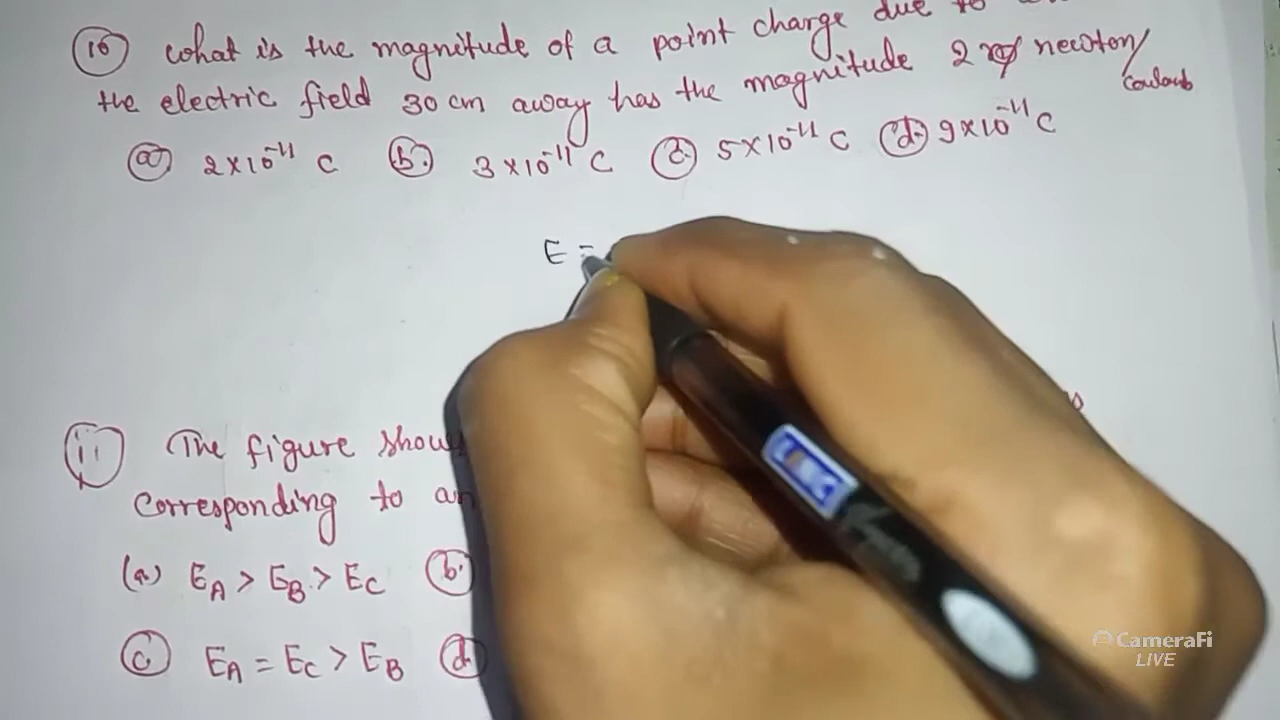 10 What is the magnitude of a point charge due to
the electric field 30 cm away has the magnitude 2 newton/
coulomb
a 2×10⁻¹¹ C b. 3×10⁻¹¹ C c. 5×10⁻¹¹ C d. 9×10⁻¹¹ C
E =
11 The figure show
corresponding to an
(a) E_A > E_B > E_C b.
c E_A = E_C > E_B d.
CameraFi
LIVE